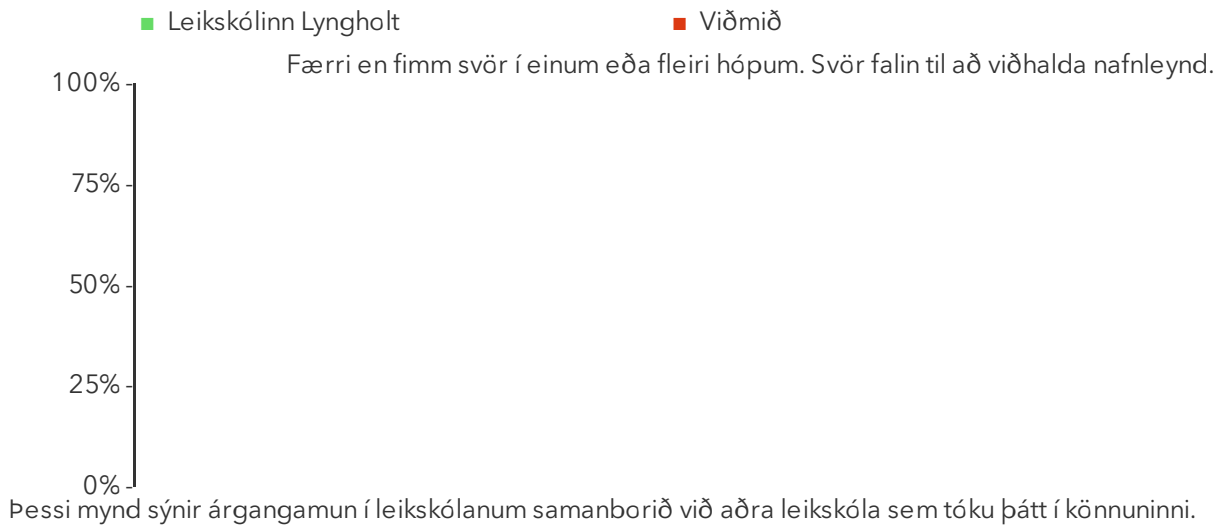 Leikskólinn Lyngholt
Viðmið
Færri en fimm svör í einum eða fleiri hópum. Svör falin til að viðhalda nafnleynd.
100%
75%
50%
25%
0%
Þessi mynd sýnir árgangamun í leikskólanum samanborið við aðra leikskóla sem tóku þátt í könnuninni.